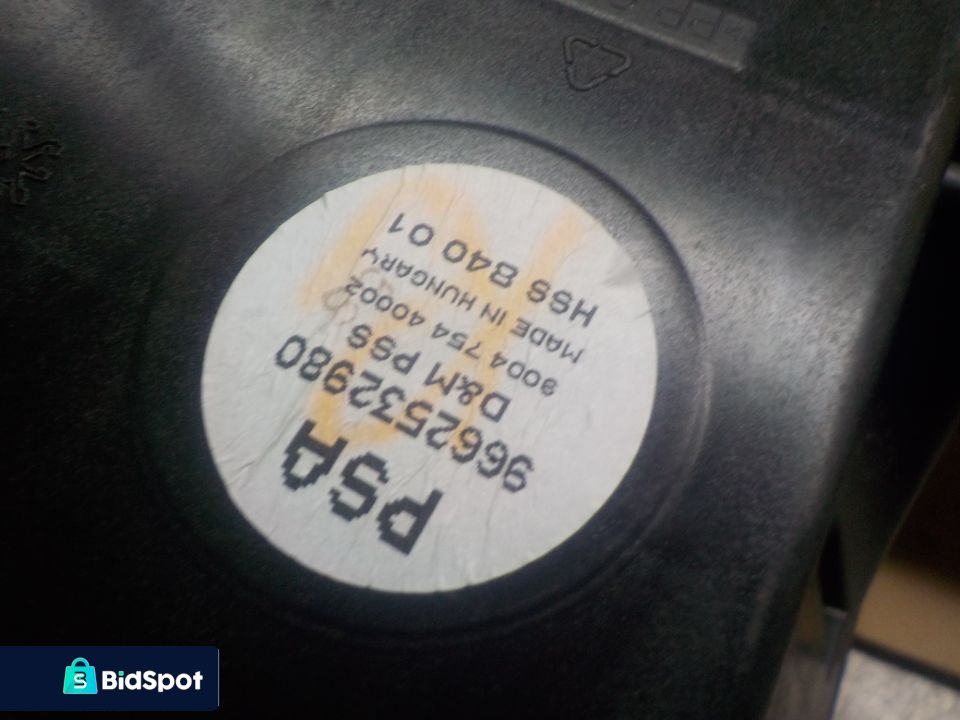 PSA
9662532980
D&M PSS
9004 754 40002
MADE IN HUNGARY
HSS 840 01
BidSpot